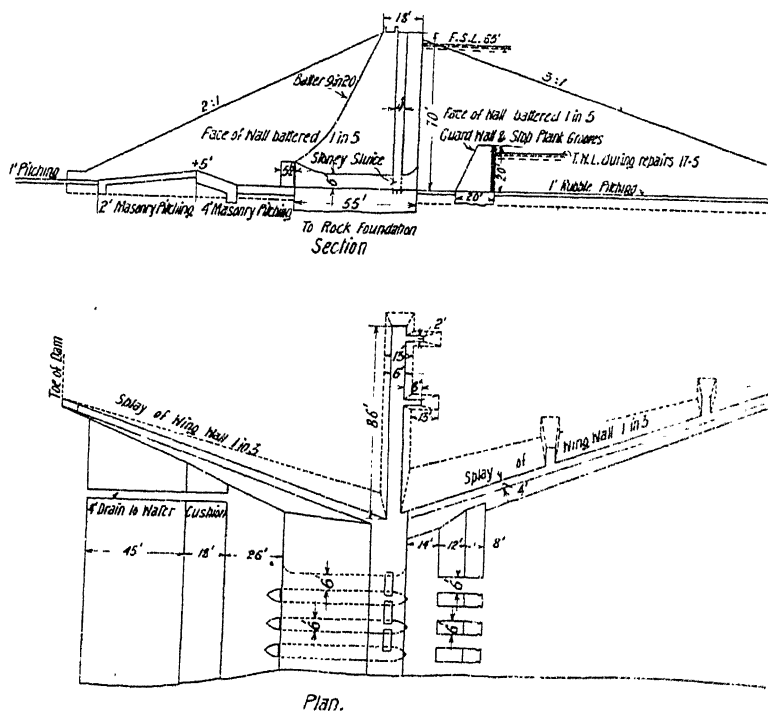 18'
F.S.L. 65'
2:1
Batter 9 in 20
3:1
70'
Face of Wall battered 1 in 5
Face of Wall battered 1 in 5
Guard Wall & Stop Plank Grooves
Stoney Sluice
T.W.L. during repairs 17-5
1' Pitching
+5'
6'
20'
1' Rubble Pitching
2' Masonry Pitching
4' Masonry Pitching
55'
20'
To Rock Foundation
Section
2'
Toe of Dam
13'
6'
8'
13'
86'
Splay of Wing Wall 1 in 3
Splay of Wing Wall 1 in 5
4'
Drain to Water Cushion
45'
18'
26'
14'
12'
8'
6'
6'
6'
6'
Plan.